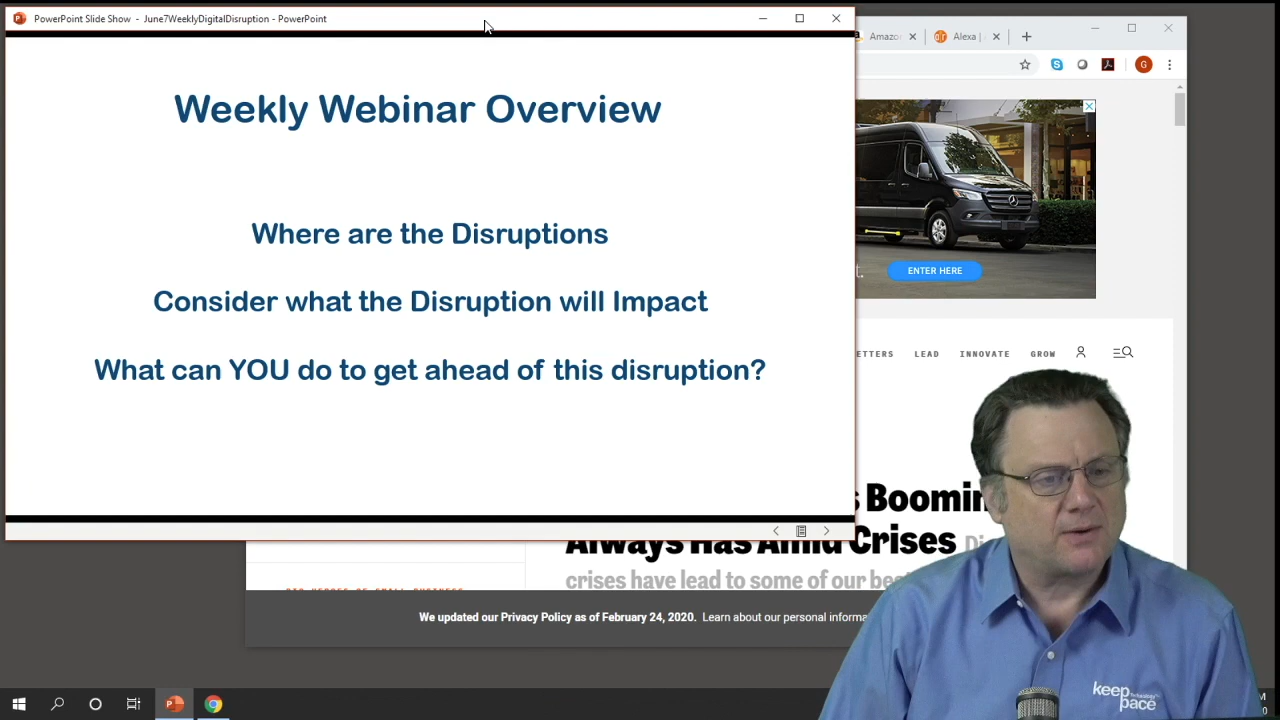 PowerPoint Slide Show - June7WeeklyDigitalDisruption - PowerPoint
Amazo
Alexa |
G
Weekly Webinar Overview
Where are the Disruptions
Consider what the Disruption will Impact
What can YOU do to get ahead of this disruption?
ENTER HERE
LEAD
INNOVATE
GROW
Always Has Amid Crises
crises have lead to some of our
We updated our Privacy Policy as of February 24, 2020. Learn about our personal
keep
pace